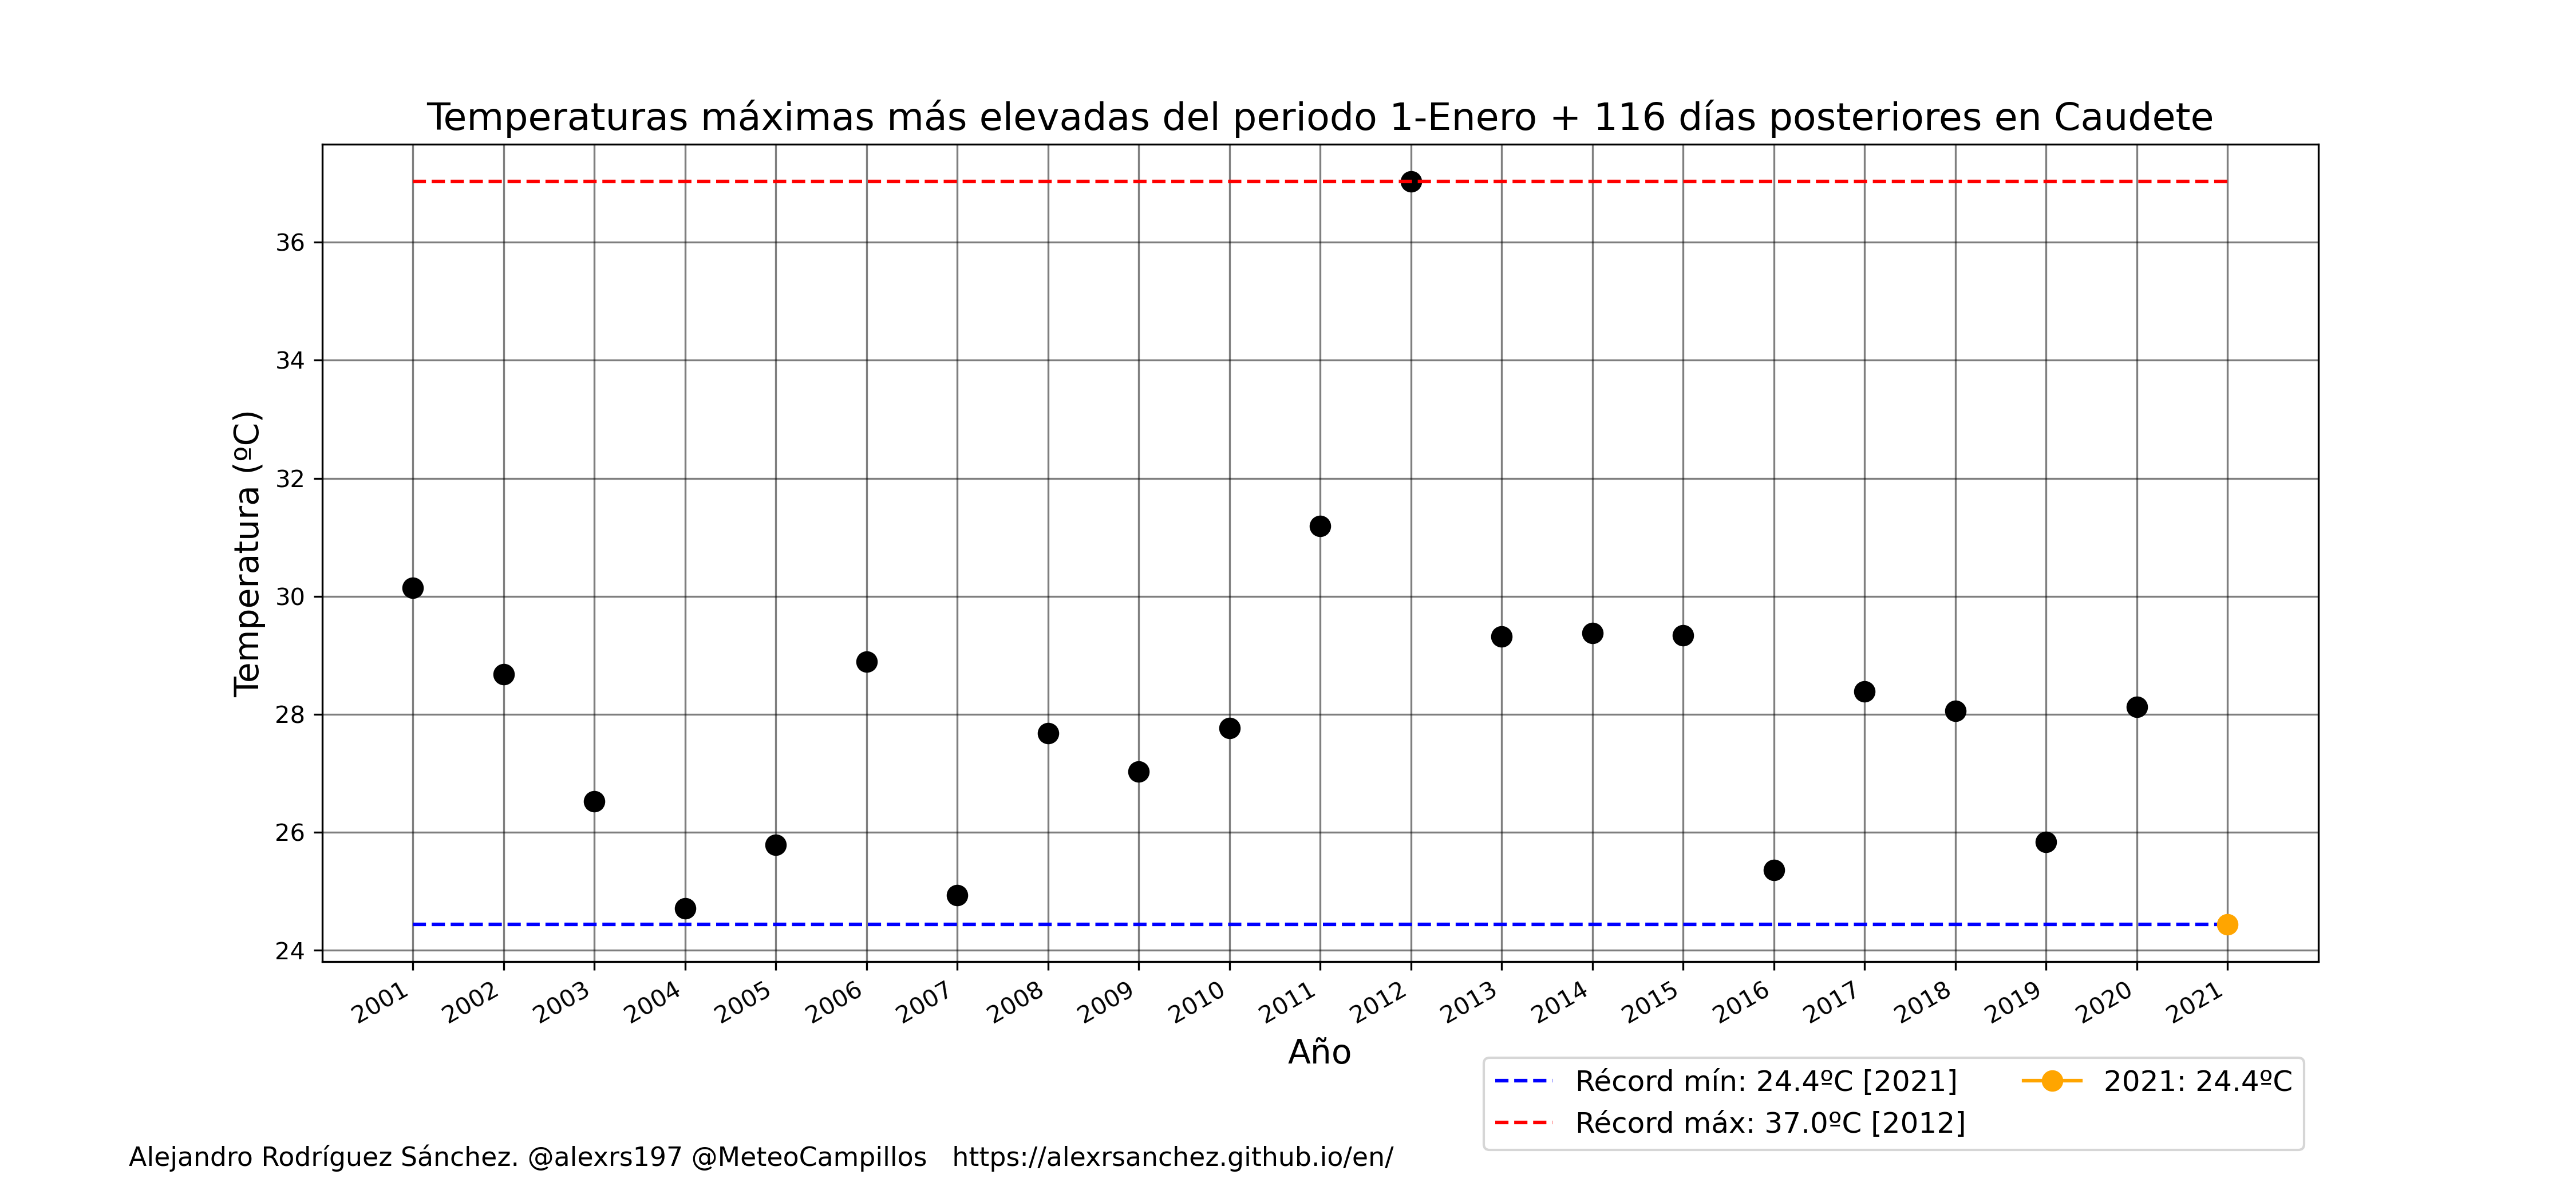 Temperaturas máximas más elevadas del periodo 1-Enero + 116 días posteriores en Caudete
Temperatura (ºC)
36
34
32
30
28
26
24
2001 2002 2003 2004 2005 2006 2007 2008 2009 2010 2011 2012 2013 2014 2015 2016 2017 2018 2019 2020 2021
Año
Récord mín: 24.4ºC [2021]
Récord máx: 37.0ºC [2012]
2021: 24.4ºC
Alejandro Rodríguez Sánchez. @alexrs197 @MeteoCampillos https://alexrsanchez.github.io/en/